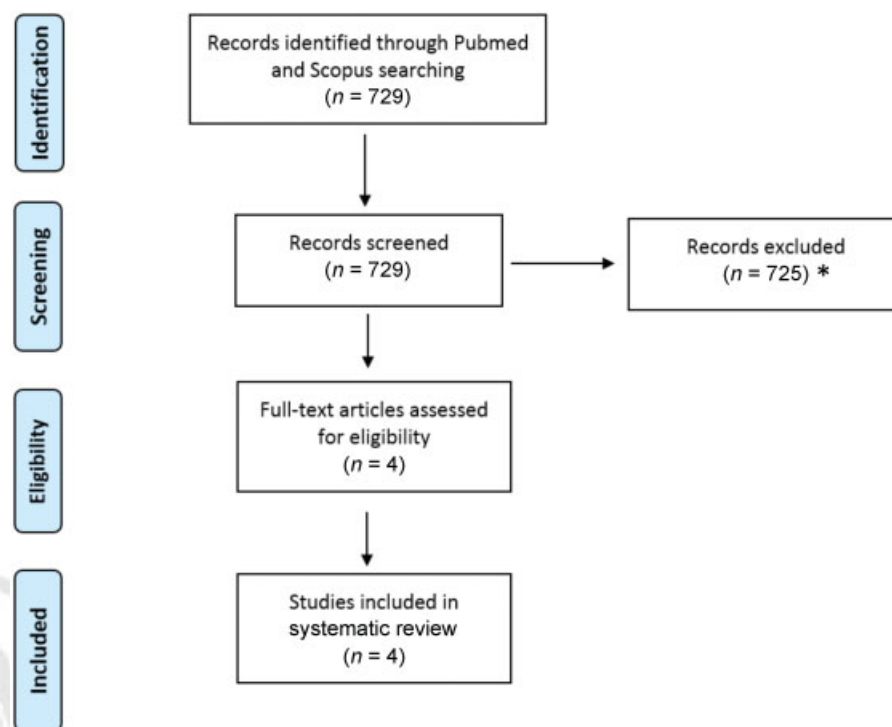 Identification
Records identified through Pubmed
and Scopus searching
(n = 729)
Screening
Records screened
(n = 729)
Records excluded
(n = 725) *
Eligibility
Full-text articles assessed
for eligibility
(n = 4)
Included
Studies included in
systematic review
(n = 4)